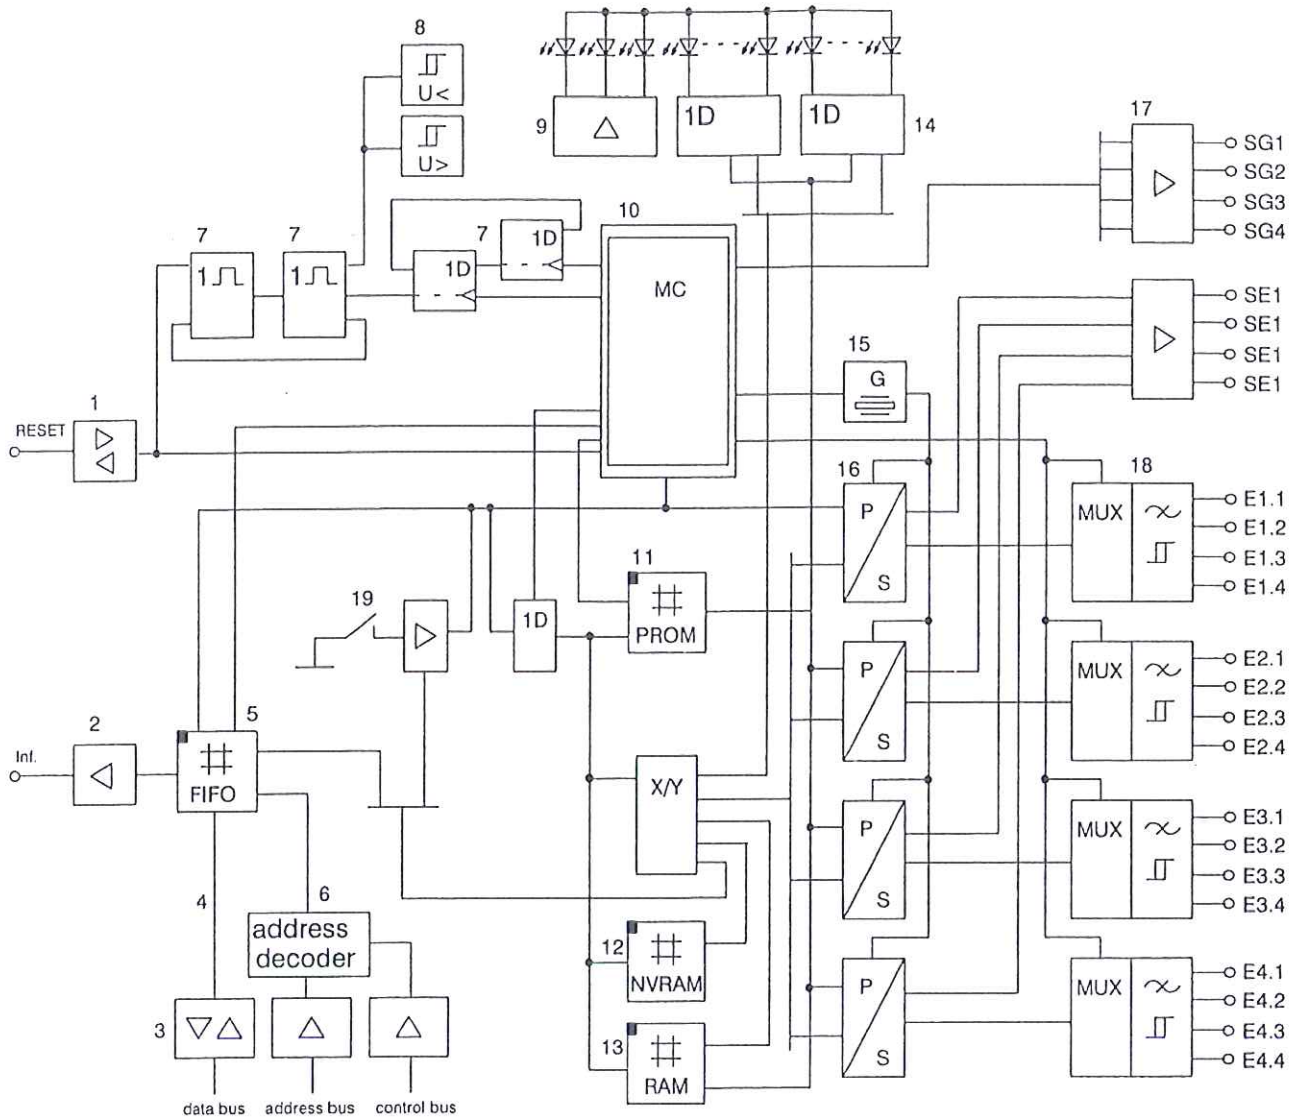 8
U<
U>
9
1D
1D
14
17
SG1
SG2
SG3
SG4
7
7
7
1D
1D
10
MC
1
1
SE1
SE1
SE1
SE1
15
G
1
RESET
16
P
S
18
MUX
E1.1
E1.2
E1.3
E1.4
11
PROM
19
1D
P
S
MUX
E2.1
E2.2
E2.3
E2.4
2
Inf.
5
FIFO
X/Y
P
S
MUX
E3.1
E3.2
E3.3
E3.4
4
6
address
decoder
12
NVRAM
P
S
MUX
E4.1
E4.2
E4.3
E4.4
3
13
RAM
data bus address bus control bus